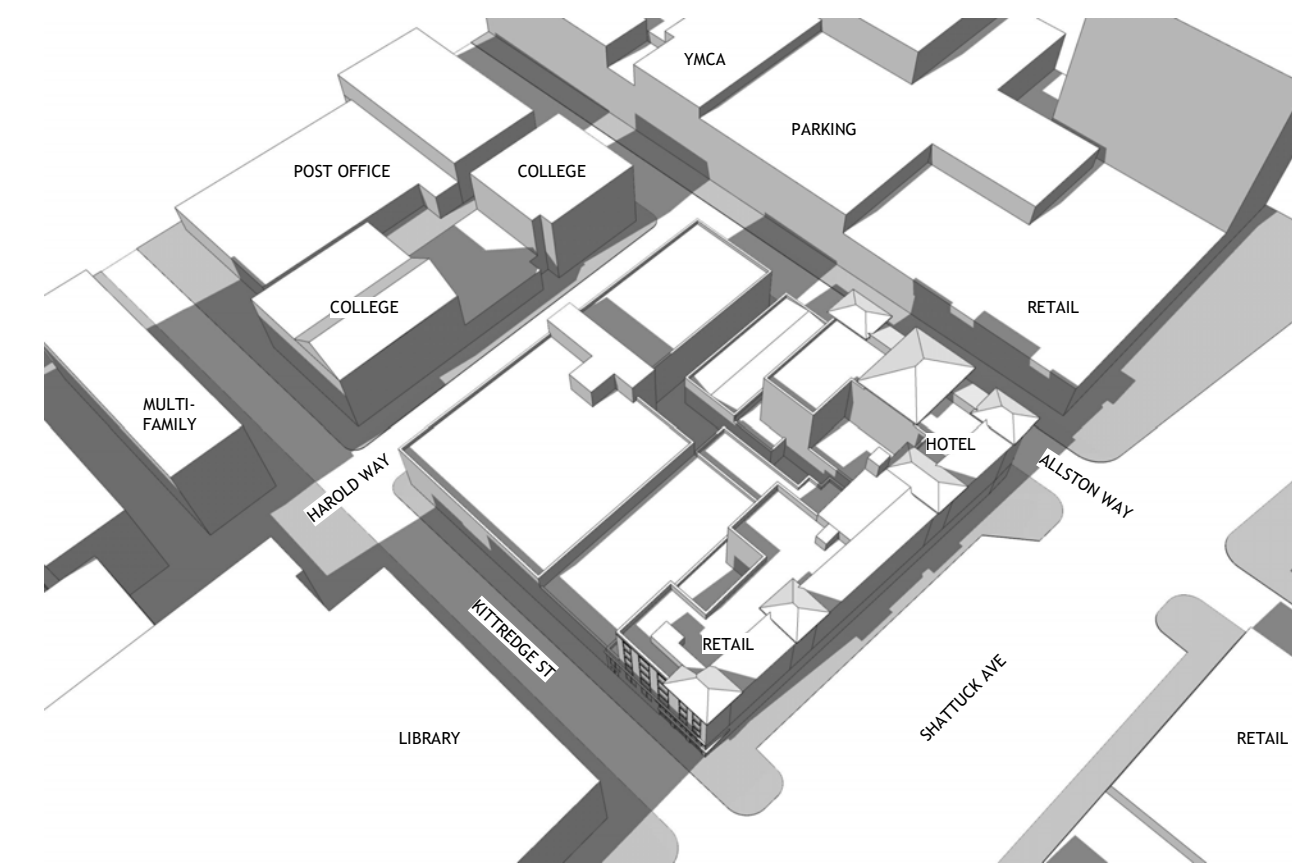 YMCA
PARKING
POST OFFICE
COLLEGE
COLLEGE
RETAIL
MULTI-
FAMILY
HOTEL
HAROLD WAY
ALLSTON WAY
KITTREDGE ST
RETAIL
SHATTUCK AVE
LIBRARY
RETAIL